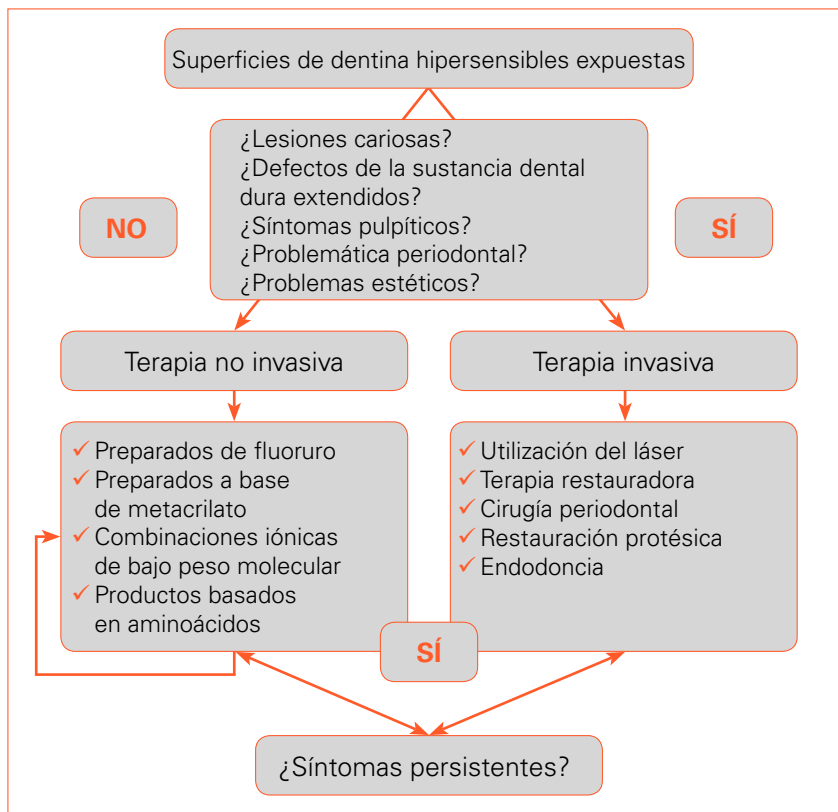 Superficies de dentina hipersensibles expuestas
¿Lesiones cariosas?
¿Defectos de la sustancia dental
dura extendidos?
¿Síntomas pulpíticos?
¿Problemática periodontal?
¿Problemas estéticos?
NO
SÍ
Terapia no invasiva
Terapia invasiva
✓ Preparados de fluoruro
✓ Preparados a base
de metacrilato
✓ Combinaciones iónicas
de bajo peso molecular
✓ Productos basados
en aminoácidos
✓ Utilización del láser
✓ Terapia restauradora
✓ Cirugía periodontal
✓ Restauración protésica
✓ Endodoncia
SÍ
¿Síntomas persistentes?